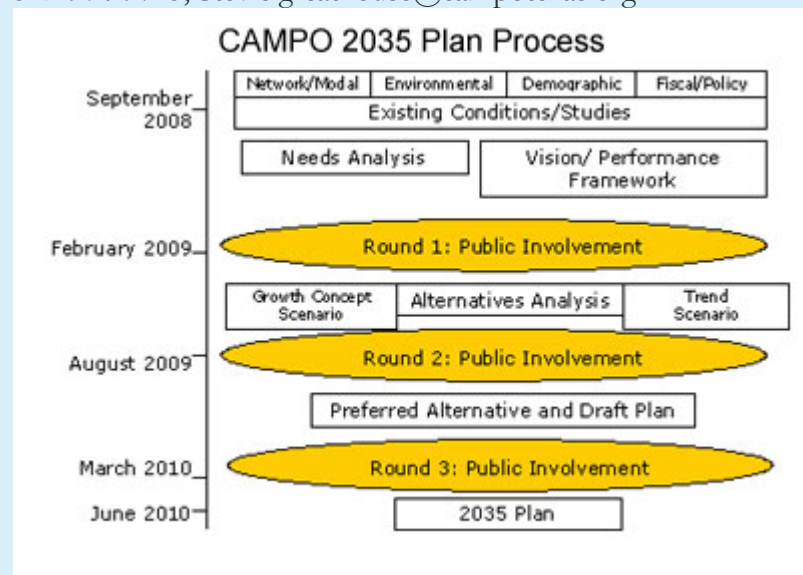 CAMPO 2035 Plan Process
Network/Modal Environmental Demographic Fiscal/Policy
September
2008
Existing Conditions/Studies
Needs Analysis
Vision/ Performance
Framework
February 2009
Round 1: Public Involvement
Growth Concept
Scenario
Alternatives Analysis
Trend
Scenario
August 2009
Round 2: Public Involvement
Preferred Alternative and Draft Plan
March 2010
Round 3: Public Involvement
June 2010
2035 Plan